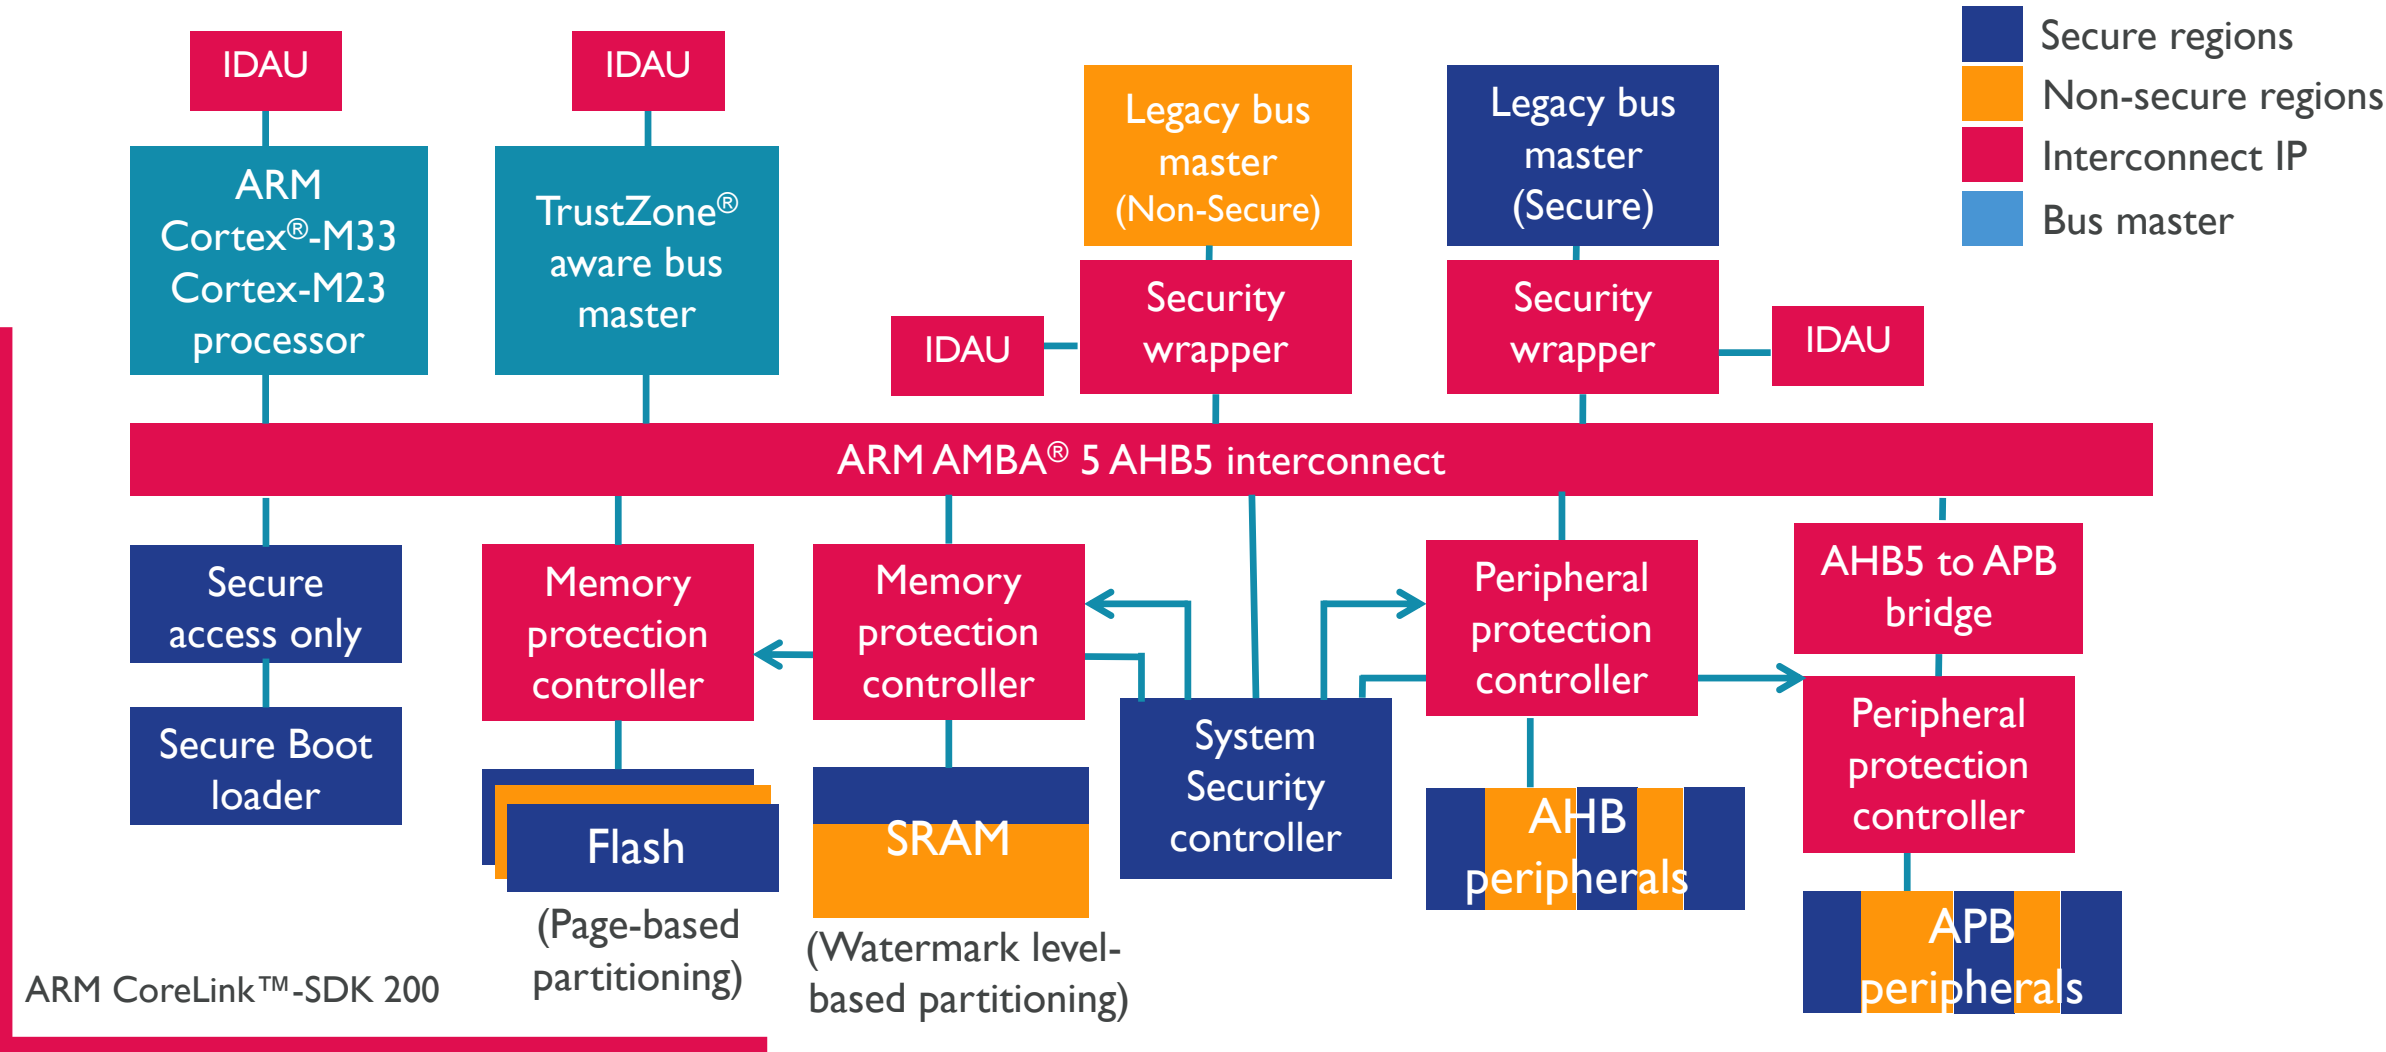 IDAU
IDAU
Legacy bus
master
(Non-Secure)
Legacy bus
master
(Secure)
Secure regions
Non-secure regions
Interconnect IP
Bus master
ARM
Cortex®-M33
Cortex-M23
processor
TrustZone®
aware bus
master
IDAU
Security
wrapper
Security
wrapper
IDAU
ARM AMBA® 5 AHB5 interconnect
Secure
access only
Memory
protection
controller
Memory
protection
controller
Peripheral
protection
controller
AHB5 to APB
bridge
Secure Boot
loader
System
Security
controller
Peripheral
protection
controller
Flash
SRAM
AHB
peripherals
APB
peripherals
(Page-based
partitioning)
(Watermark level-
based partitioning)
ARM CoreLink™-SDK 200